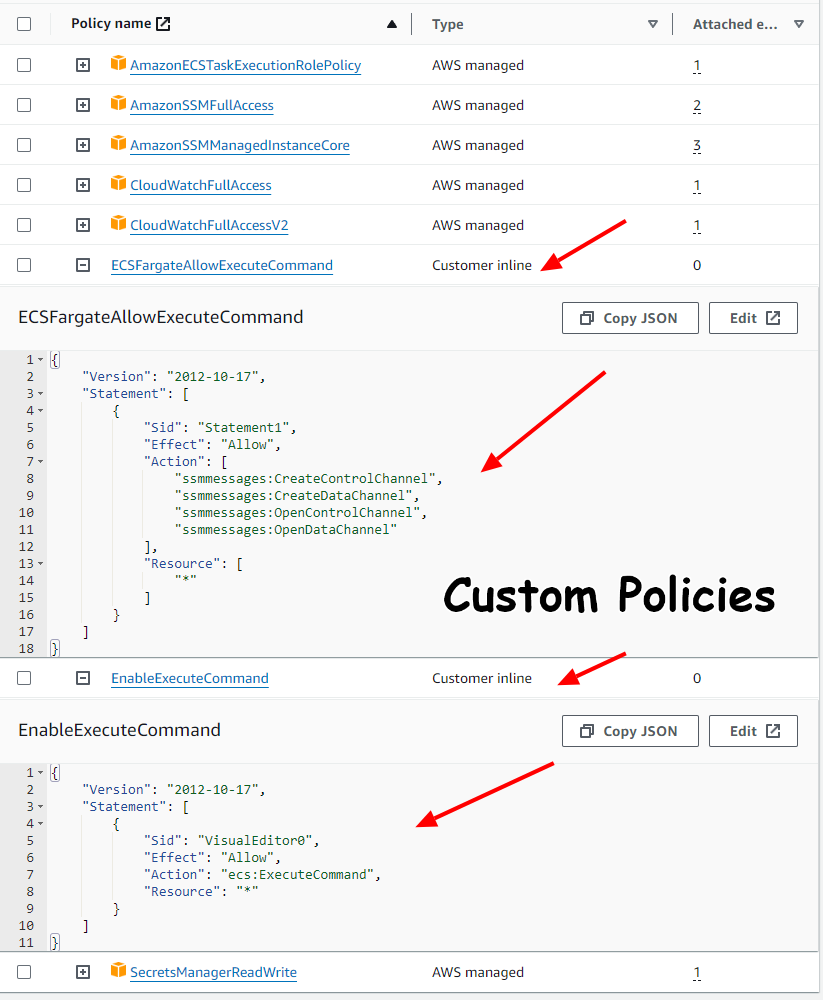 Policy name Type Attached e...
AmazonECSTaskExecutionRolePolicy AWS managed 1
AmazonSSMFullAccess AWS managed 2
AmazonSSMManagedInstanceCore AWS managed 3
CloudWatchFullAccess AWS managed 1
CloudWatchFullAccessV2 AWS managed 1
ECSFargateAllowExecuteCommand Customer inline 0
ECSFargateAllowExecuteCommand Copy JSON Edit
1 {
2 "Version": "2012-10-17",
3 "Statement": [
4 {
5 "Sid": "Statement1",
6 "Effect": "Allow",
7 "Action": [
8 "ssmmessages:CreateControlChannel",
9 "ssmmessages:CreateDataChannel",
10 "ssmmessages:OpenControlChannel",
11 "ssmmessages:OpenDataChannel"
12 ],
13 "Resource": [
14 "*"
15 ]
16 }
17 ]
18 }
Custom Policies
EnableExecuteCommand Customer inline 0
EnableExecuteCommand Copy JSON Edit
1 {
2 "Version": "2012-10-17",
3 "Statement": [
4 {
5 "Sid": "VisualEditor0",
6 "Effect": "Allow",
7 "Action": "ecs:ExecuteCommand",
8 "Resource": "*"
9 }
10 ]
11 }
SecretsManagerReadWrite AWS managed 1